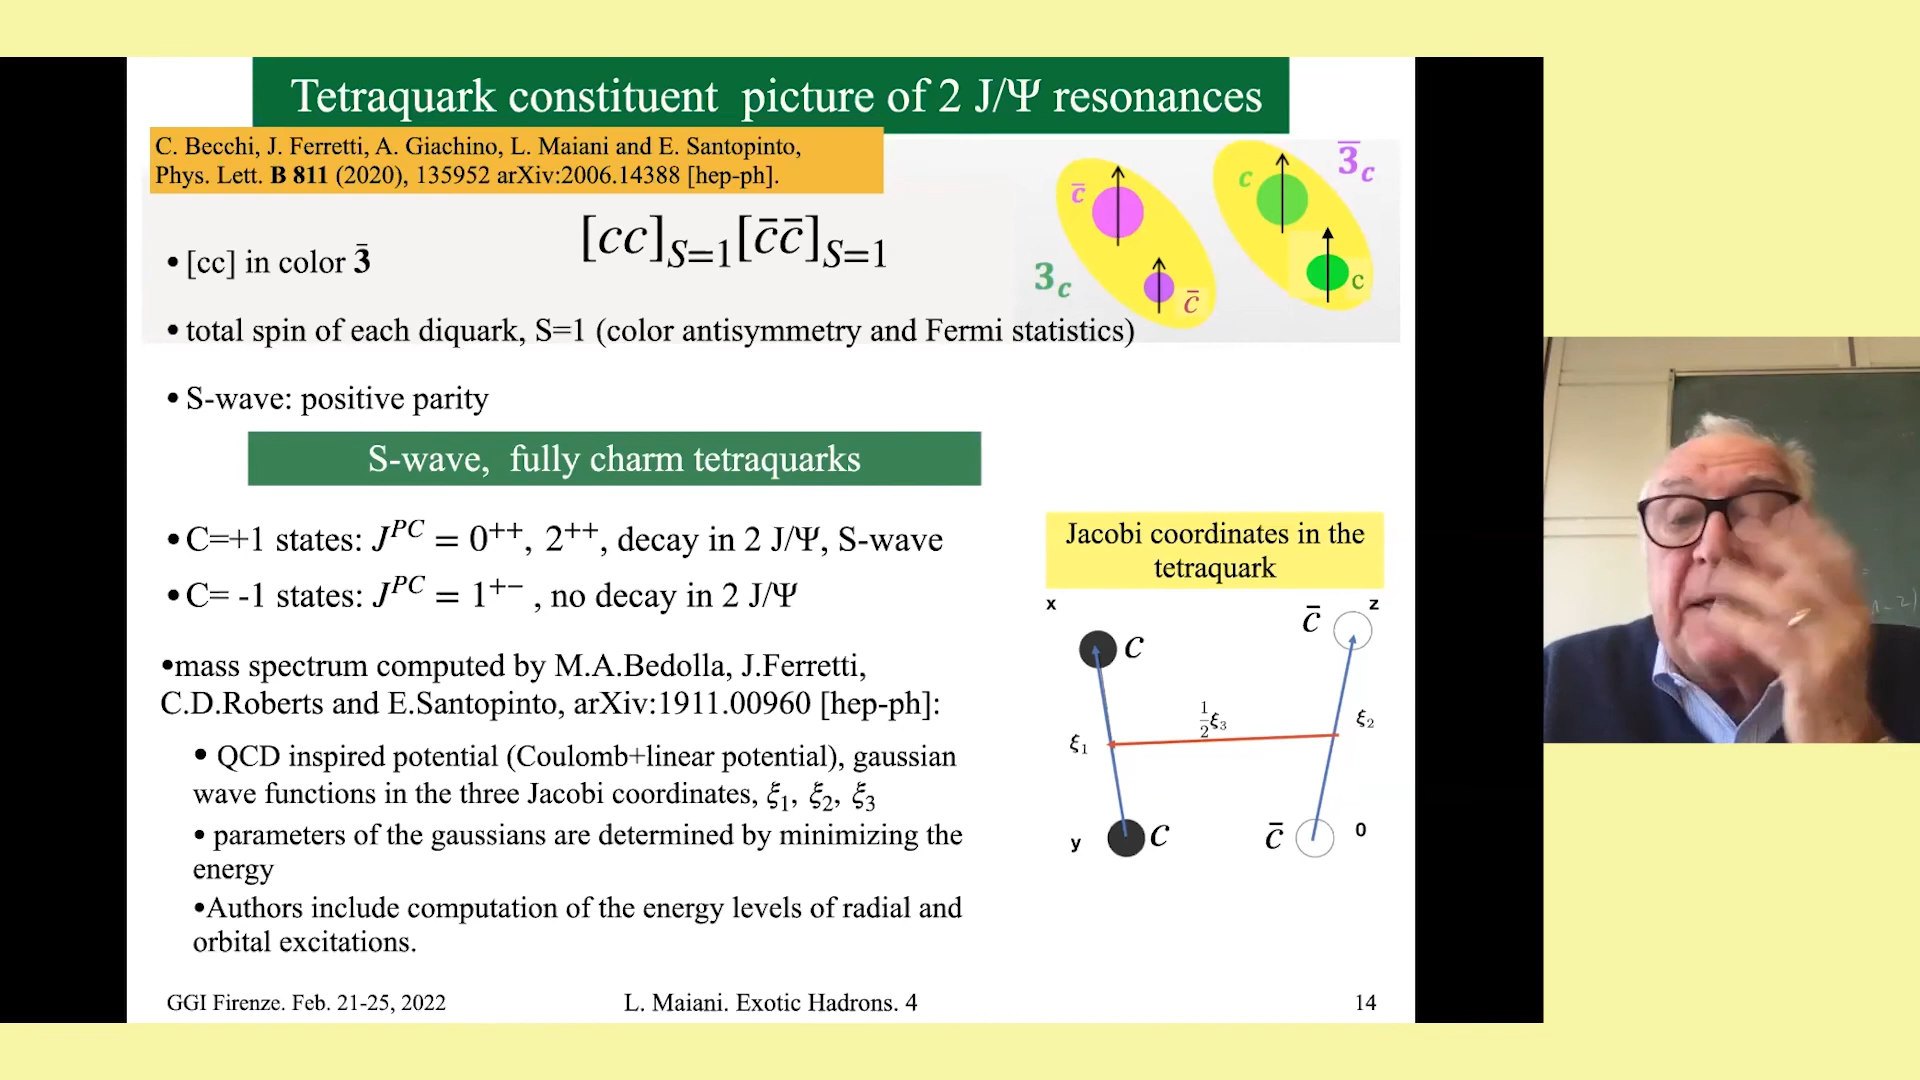 Tetraquark constituent picture of 2 J/Ψ resonances
C. Becchi, J. Ferretti, A. Giachino, L. Maiani and E. Santopinto,
Phys. Lett. B 811 (2020), 135952 arXiv:2006.14388 [hep-ph].
• [cc] in color 3̄
[cc]S=1[c̄c̄]S=1
c̄
c̄
3c
c
c
3̄c
• total spin of each diquark, S=1 (color antisymmetry and Fermi statistics)
• S-wave: positive parity
S-wave, fully charm tetraquarks
•C=+1 states: J^PC = 0^++, 2^++, decay in 2 J/Ψ, S-wave
•C= -1 states: J^PC = 1^+− , no decay in 2 J/Ψ
•mass spectrum computed by M.A.Bedolla, J.Ferretti,
C.D.Roberts and E.Santopinto, arXiv:1911.00960 [hep-ph]:
• QCD inspired potential (Coulomb+linear potential), gaussian
wave functions in the three Jacobi coordinates, ξ1, ξ2, ξ3
• parameters of the gaussians are determined by minimizing the
energy
•Authors include computation of the energy levels of radial and
orbital excitations.
Jacobi coordinates in the
tetraquark
x
c
c̄
z
ξ1
1/2 ξ3
ξ2
y
c
c̄
0
GGI Firenze. Feb. 21-25, 2022
L. Maiani. Exotic Hadrons. 4
14